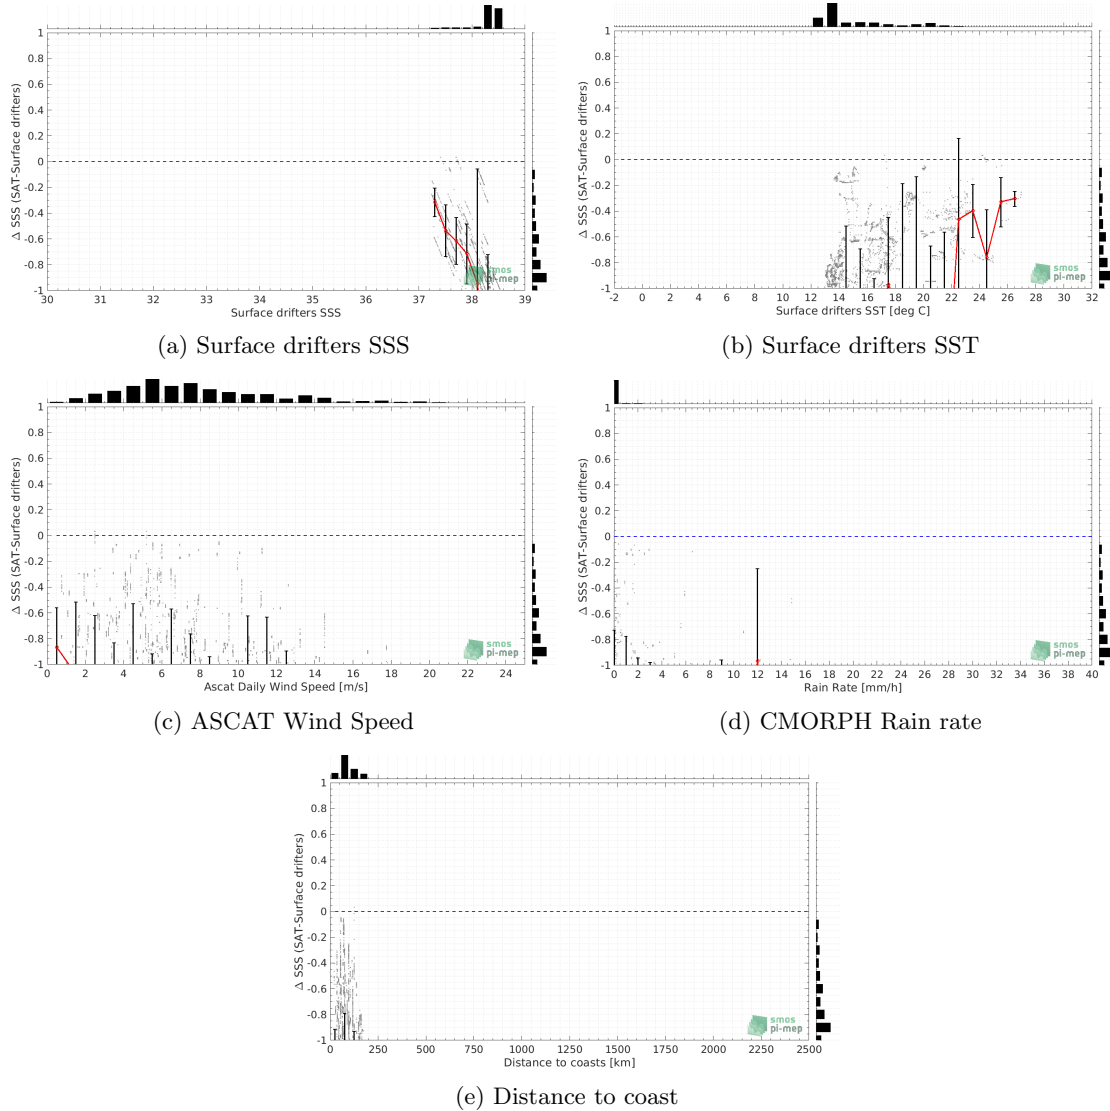 Δ SSS (SAT-Surface drifters)
1
0.8
0.6
0.4
0.2
0
-0.2
-0.4
-0.6
-0.8
-1
30 31 32 33 34 35 36 37 38 39
Surface drifters SSS
smos
pi-mep
(a) Surface drifters SSS
Δ SSS (SAT-Surface drifters)
1
0.8
0.6
0.4
0.2
0
-0.2
-0.4
-0.6
-0.8
-1
-2 0 2 4 6 8 10 12 14 16 18 20 22 24 26 28 30 32
Surface drifters SST [deg C]
smos
pi-mep
(b) Surface drifters SST
Δ SSS (SAT-Surface drifters)
1
0.8
0.6
0.4
0.2
0
-0.2
-0.4
-0.6
-0.8
-1
0 2 4 6 8 10 12 14 16 18 20 22 24
Ascat Daily Wind Speed [m/s]
smos
pi-mep
(c) ASCAT Wind Speed
Δ SSS (SAT-Surface drifters)
1
0.8
0.6
0.4
0.2
0
-0.2
-0.4
-0.6
-0.8
-1
0 2 4 6 8 10 12 14 16 18 20 22 24 26 28 30 32 34 36 38 40
Rain Rate [mm/h]
smos
pi-mep
(d) CMORPH Rain rate
Δ SSS (SAT-Surface drifters)
1
0.8
0.6
0.4
0.2
0
-0.2
-0.4
-0.6
-0.8
-1
0 250 500 750 1000 1250 1500 1750 2000 2250 2500
Distance to coasts [km]
smos
pi-mep
(e) Distance to coast